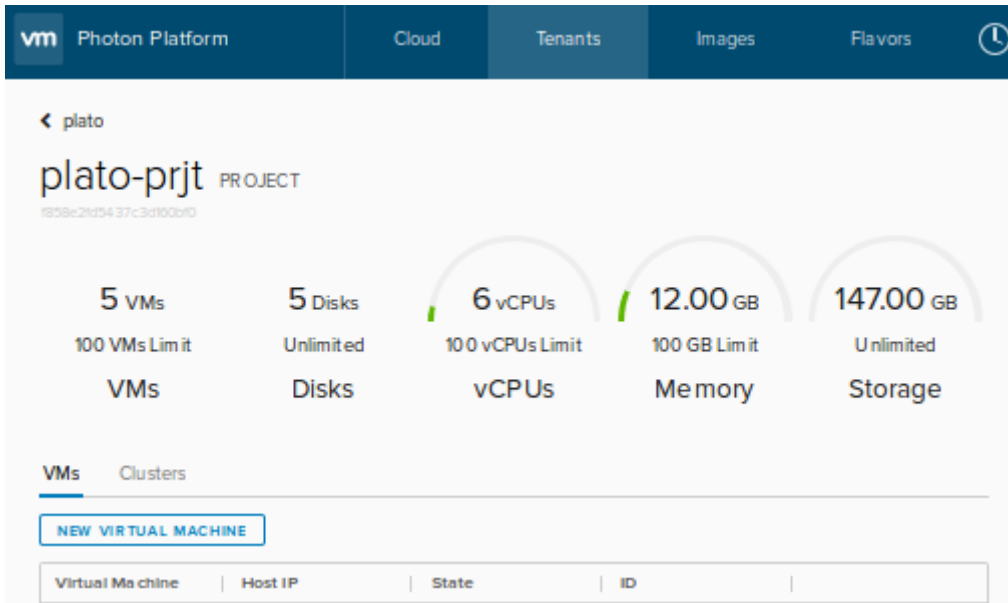 vm Photon Platform Cloud Tenants Images Flavors
plato
plato-prjt PROJECT
f858e2fd5437c3d160bf0
5 VMs 5 Disks 6 vCPUs 12.00 GB 147.00 GB
100 VMs Limit Unlimited 100 vCPUs Limit 100 GB Limit Unlimited
VMs Disks vCPUs Memory Storage
VMs Clusters
NEW VIRTUAL MACHINE
Virtual Machine Host IP State ID